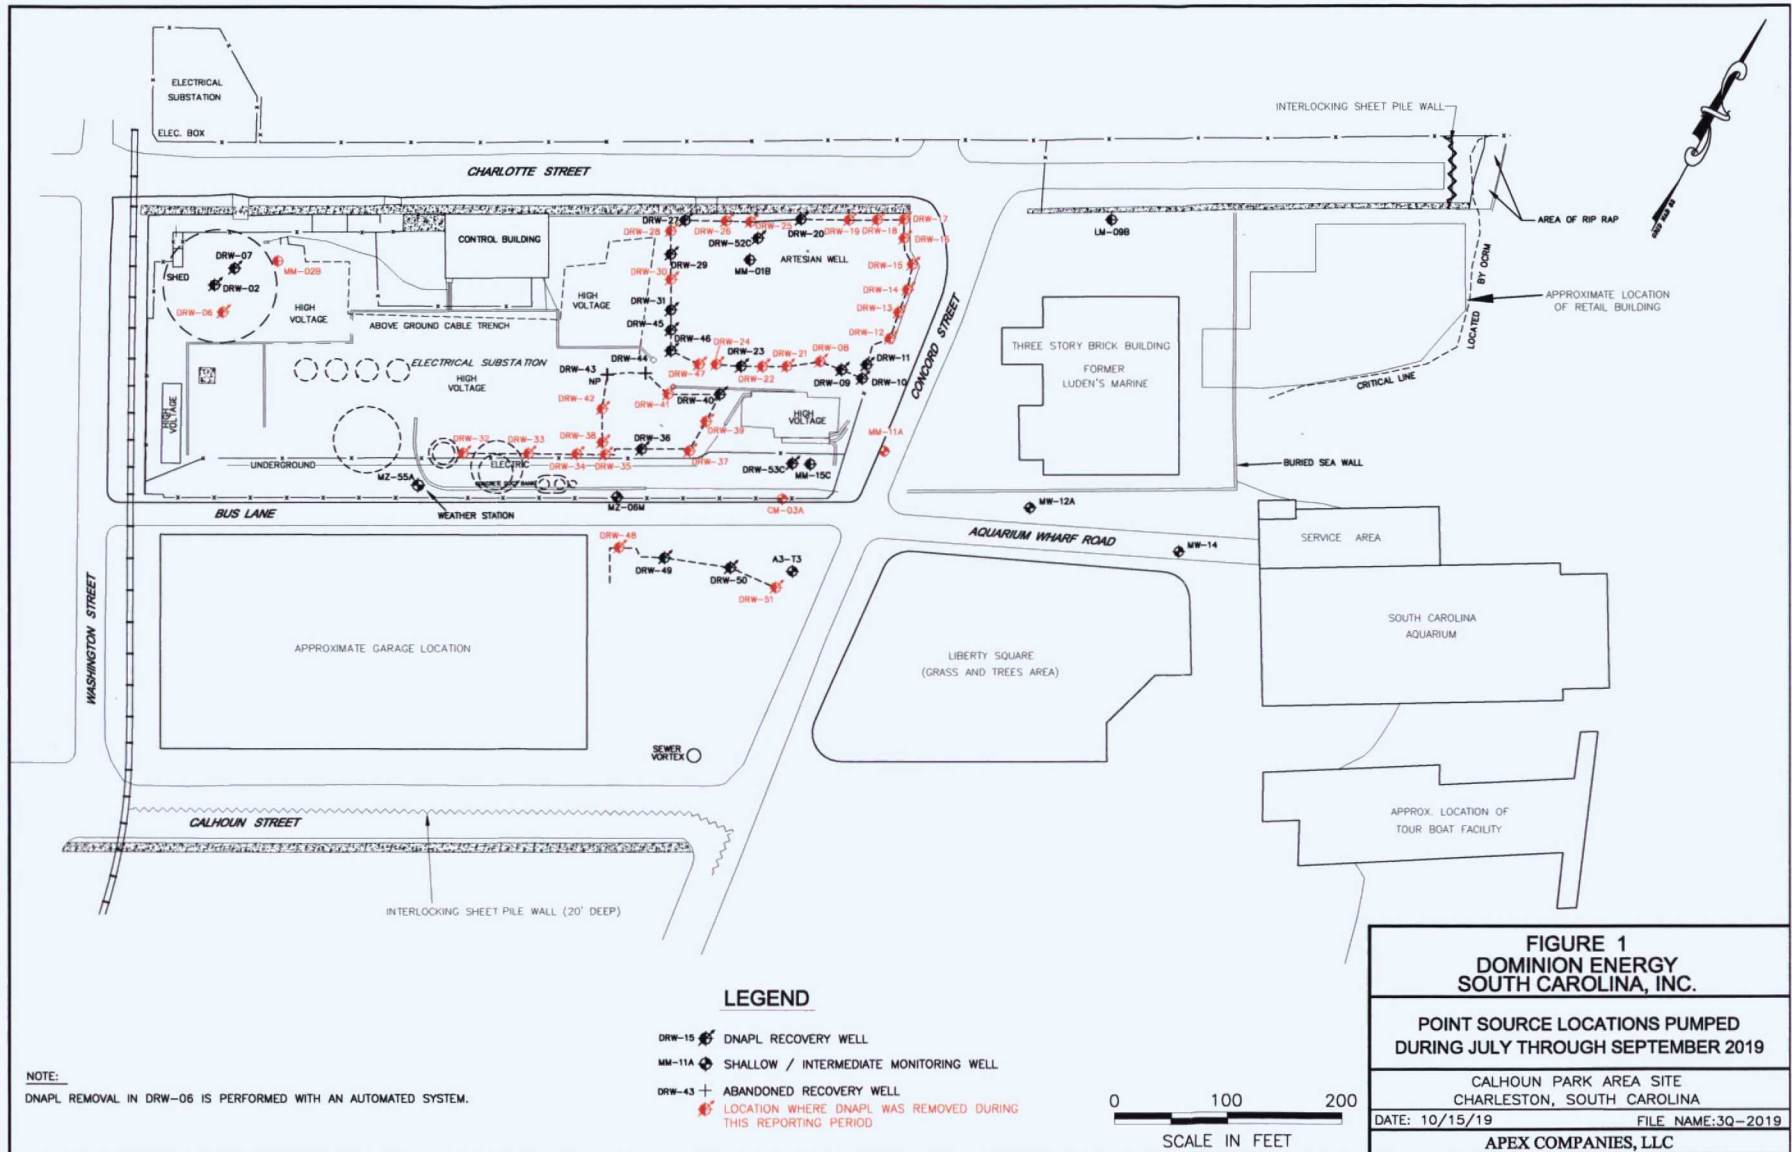 ELECTRICAL
SUBSTATION
ELEC. BOX
INTERLOCKING SHEET PILE WALL
CHARLOTTE STREET
AREA OF RIP RAP
LM-09B
LOCATED BY OCRM
APPROXIMATE LOCATION
OF RETAIL BUILDING
CRITICAL LINE
CONTROL BUILDING
SHED
DRW-07
MM-02B
DRW-02
DRW-06
HIGH
VOLTAGE
HIGH
VOLTAGE
ABOVE GROUND CABLE TRENCH
ELECTRICAL SUBSTATION
HIGH
VOLTAGE
HIGH
VOLTAGE
DRW-27
DRW-28
DRW-26
DRW-25
DRW-20
DRW-19
DRW-18
DRW-17
DRW-16
DRW-52C
DRW-29
MM-01B
ARTESIAN WELL
DRW-30
DRW-15
DRW-14
DRW-31
DRW-13
DRW-45
DRW-12
DRW-46
DRW-24
DRW-23
DRW-21
DRW-08
DRW-11
DRW-44
DRW-47
DRW-22
DRW-09
DRW-10
DRW-43
NP
DRW-42
DRW-41
DRW-40
HIGH
VOLTAGE
DRW-39
MM-11A
DRW-32
DRW-33
DRW-38
DRW-36
DRW-34
DRW-35
DRW-37
DRW-53C
MM-15C
UNDERGROUND
ELECTRIC
MZ-55A
WEATHER STATION
MZ-06M
CM-03A
CONCORD STREET
THREE STORY BRICK BUILDING
FORMER
LUDEN'S MARINE
BURIED SEA WALL
BUS LANE
MW-12A
AQUARIUM WHARF ROAD
MW-14
SERVICE AREA
DRW-48
DRW-49
DRW-50
A3-T3
DRW-51
WASHINGTON STREET
APPROXIMATE GARAGE LOCATION
LIBERTY SQUARE
(GRASS AND TREES AREA)
SOUTH CAROLINA
AQUARIUM
SEWER
VORTEX
CALHOUN STREET
APPROX. LOCATION OF
TOUR BOAT FACILITY
INTERLOCKING SHEET PILE WALL (20' DEEP)
LEGEND
DRW-15 DNAPL RECOVERY WELL
MM-11A SHALLOW / INTERMEDIATE MONITORING WELL
DRW-43 ABANDONED RECOVERY WELL
LOCATION WHERE DNAPL WAS REMOVED DURING
THIS REPORTING PERIOD
NOTE:
DNAPL REMOVAL IN DRW-06 IS PERFORMED WITH AN AUTOMATED SYSTEM.
0 100 200
SCALE IN FEET
FIGURE 1
DOMINION ENERGY
SOUTH CAROLINA, INC.
POINT SOURCE LOCATIONS PUMPED
DURING JULY THROUGH SEPTEMBER 2019
CALHOUN PARK AREA SITE
CHARLESTON, SOUTH CAROLINA
DATE: 10/15/19 FILE NAME:3Q-2019
APEX COMPANIES, LLC